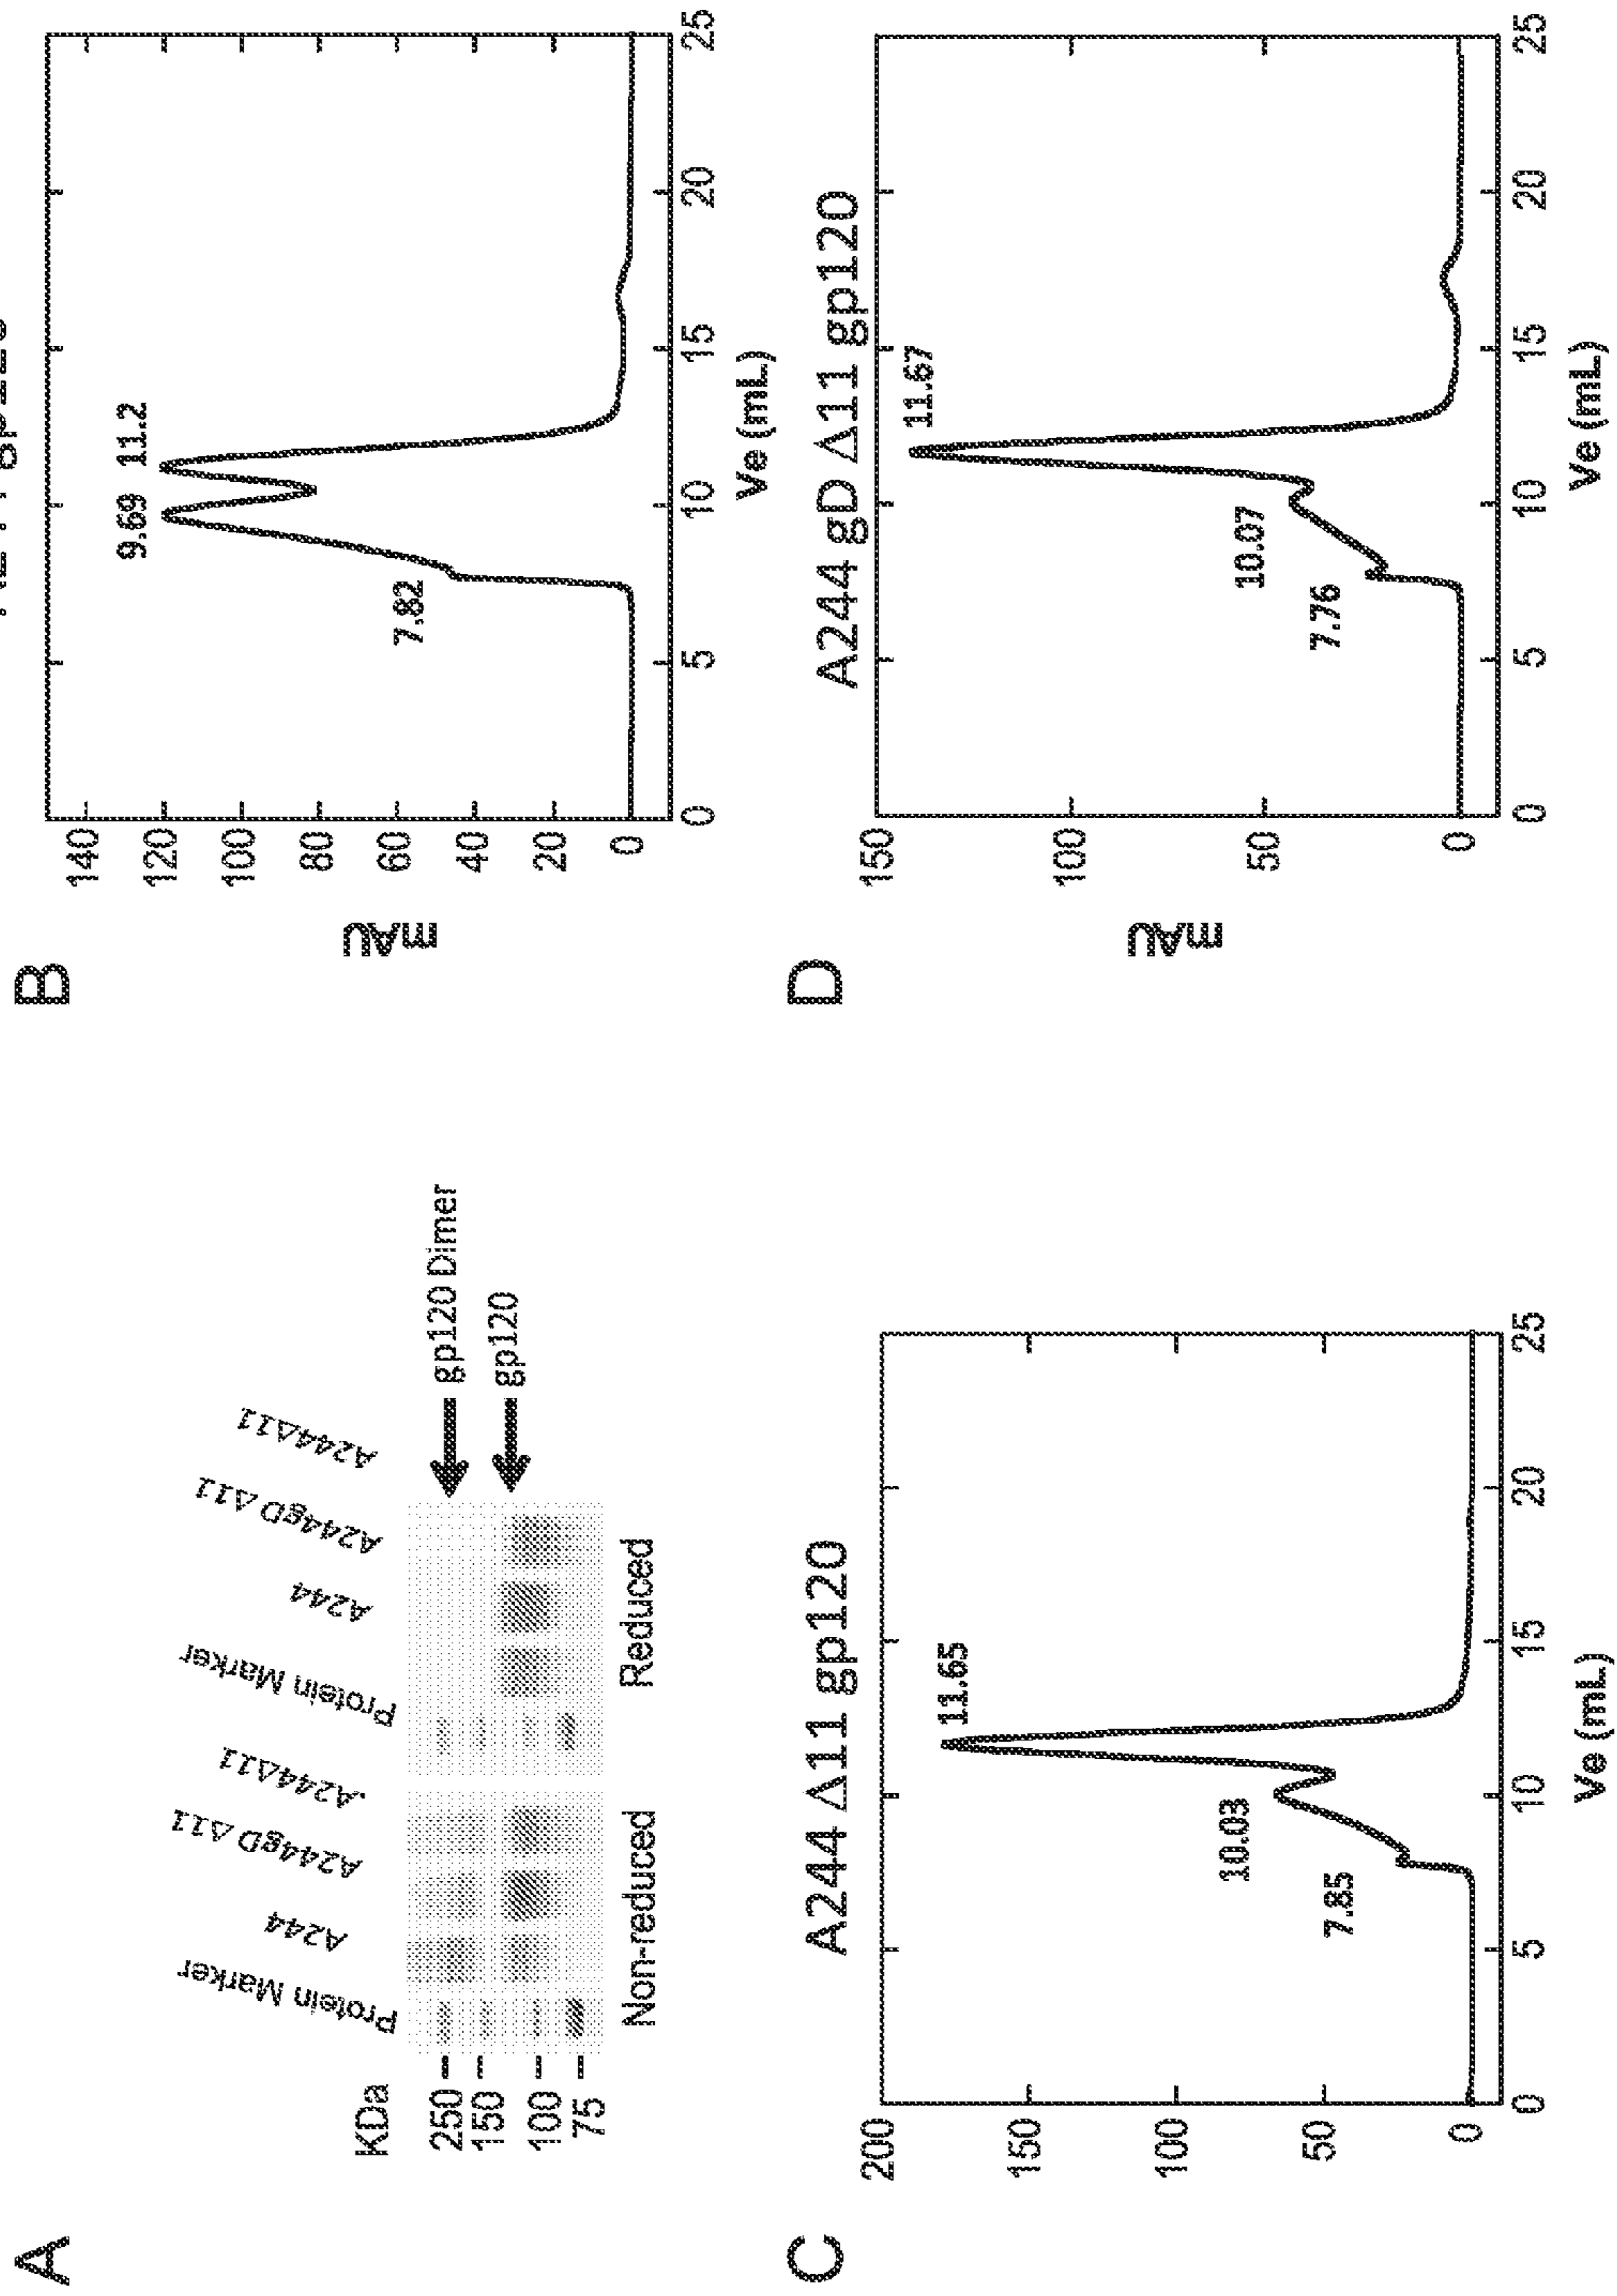 A
KDa
250
150
100
75
Protein Marker
A244
A244gD Δ11
A244Δ11
Protein Marker
A244
A244gD Δ11
A244Δ11
gp120 Dimer
gp120
Non-reduced
Reduced
B
mAU
140
120
100
80
60
40
20
0
7.82
9.69
11.2
0
5
10
15
20
25
Ve (mL)
C
A244 Δ11 gp120
200
150
100
50
0
7.85
10.03
11.65
0
5
10
15
20
25
Ve (mL)
D
A244 gD Δ11 gp120
mAU
150
100
50
0
7.76
10.07
11.67
0
5
10
15
20
25
Ve (mL)